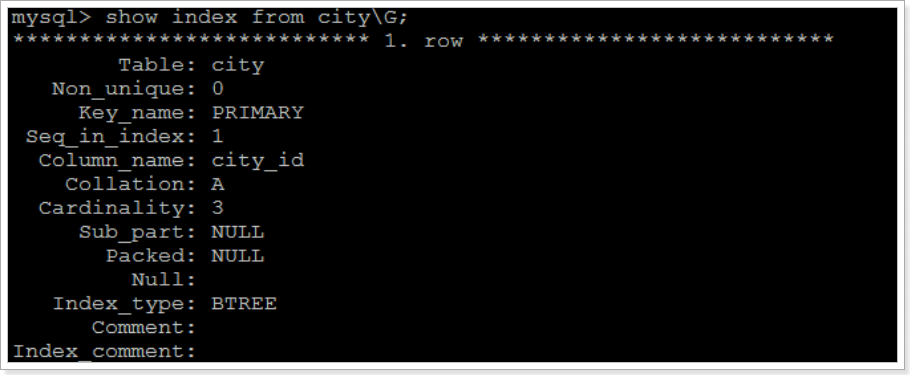 mysql> show index from city\G;
*************************** 1. row ***************************
Table: city
Non_unique: 0
Key_name: PRIMARY
Seq_in_index: 1
Column_name: city_id
Collation: A
Cardinality: 3
Sub_part: NULL
Packed: NULL
Null:
Index_type: BTREE
Comment:
Index_comment: